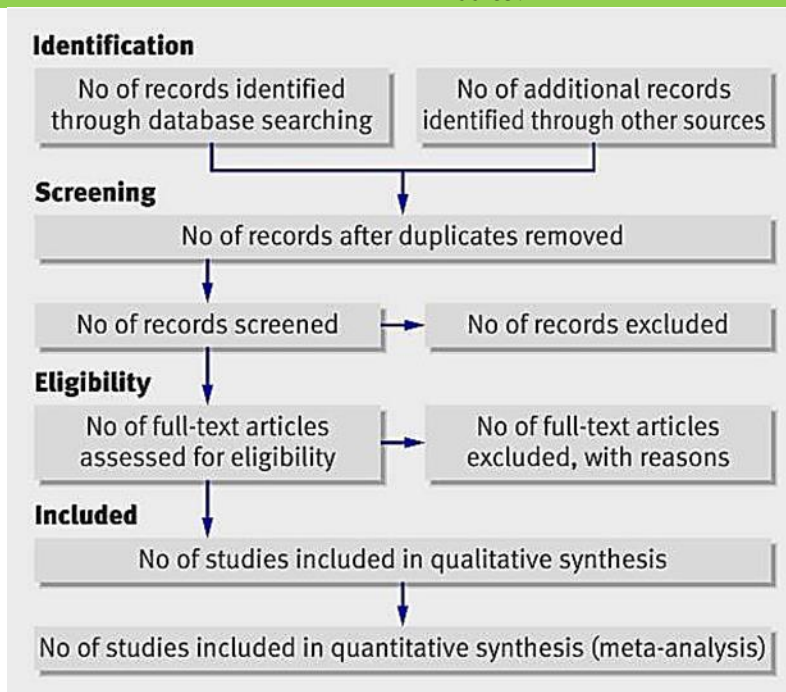 Identification
No of records identified
through database searching
No of additional records
identified through other sources
Screening
No of records after duplicates removed
No of records screened
No of records excluded
Eligibility
No of full-text articles
assessed for eligibility
No of full-text articles
excluded, with reasons
Included
No of studies included in qualitative synthesis
No of studies included in quantitative synthesis (meta-analysis)